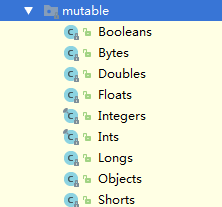 mutable
Booleans
Bytes
Doubles
Floats
Integers
Ints
Longs
Objects
Shorts